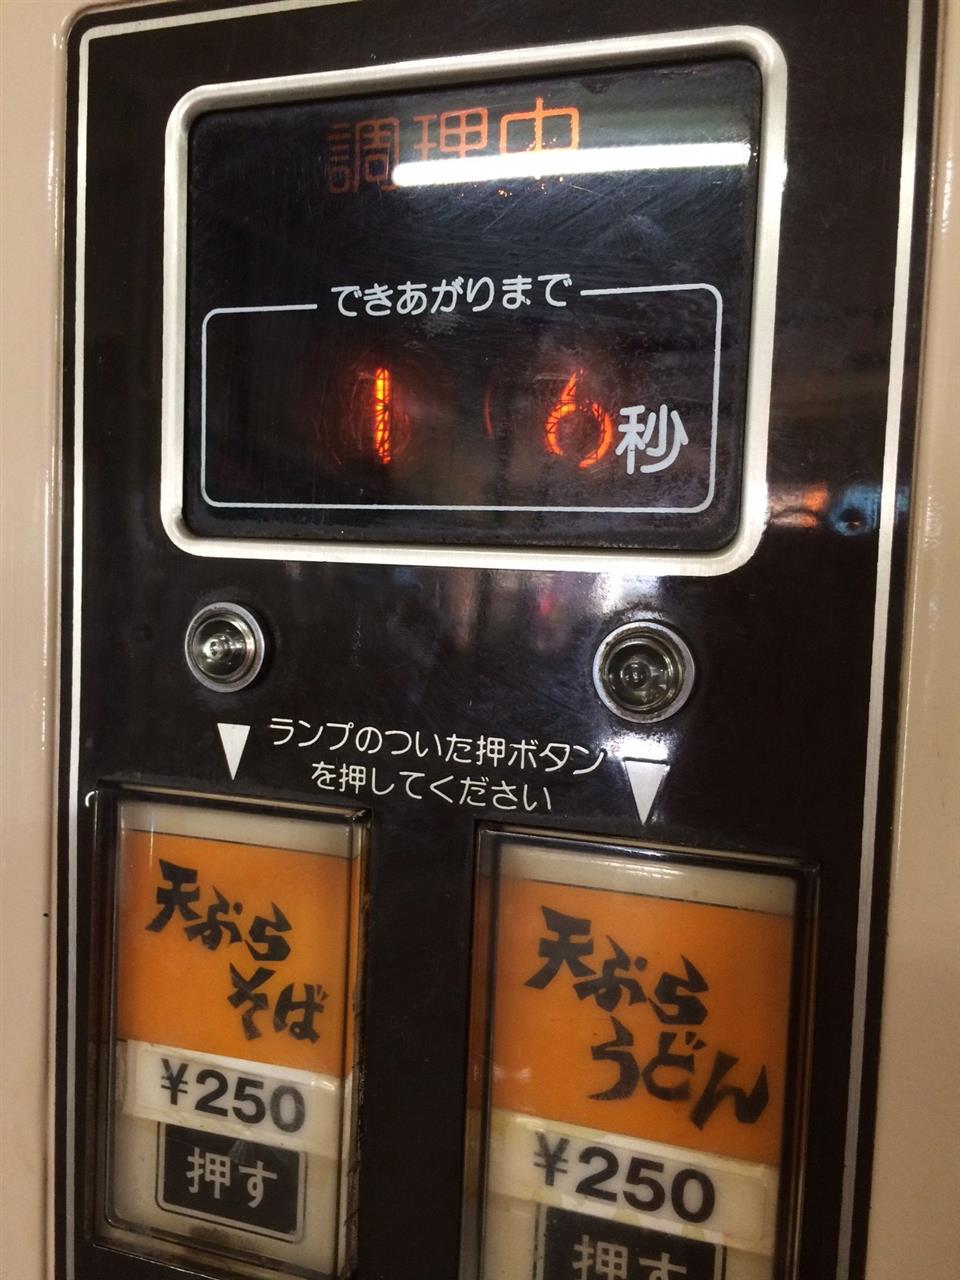 調理中
できあがりまで
16秒
ランプのついた押ボタン
を押してください
天ぷら
そば
¥250
押す
天ぷら
うどん
¥250
押す